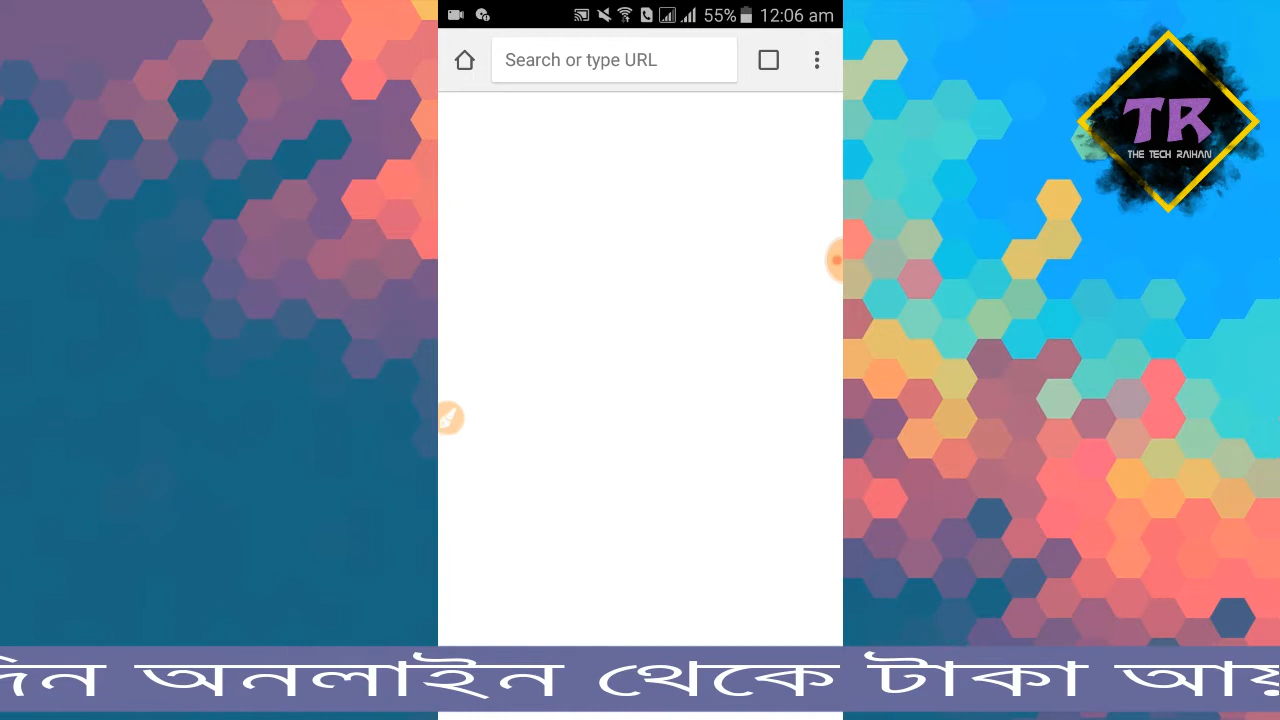 55% 12:06 am
Search or type URL
TR
THE TECH RAIHAN
অনলাইন থেকে টাকা